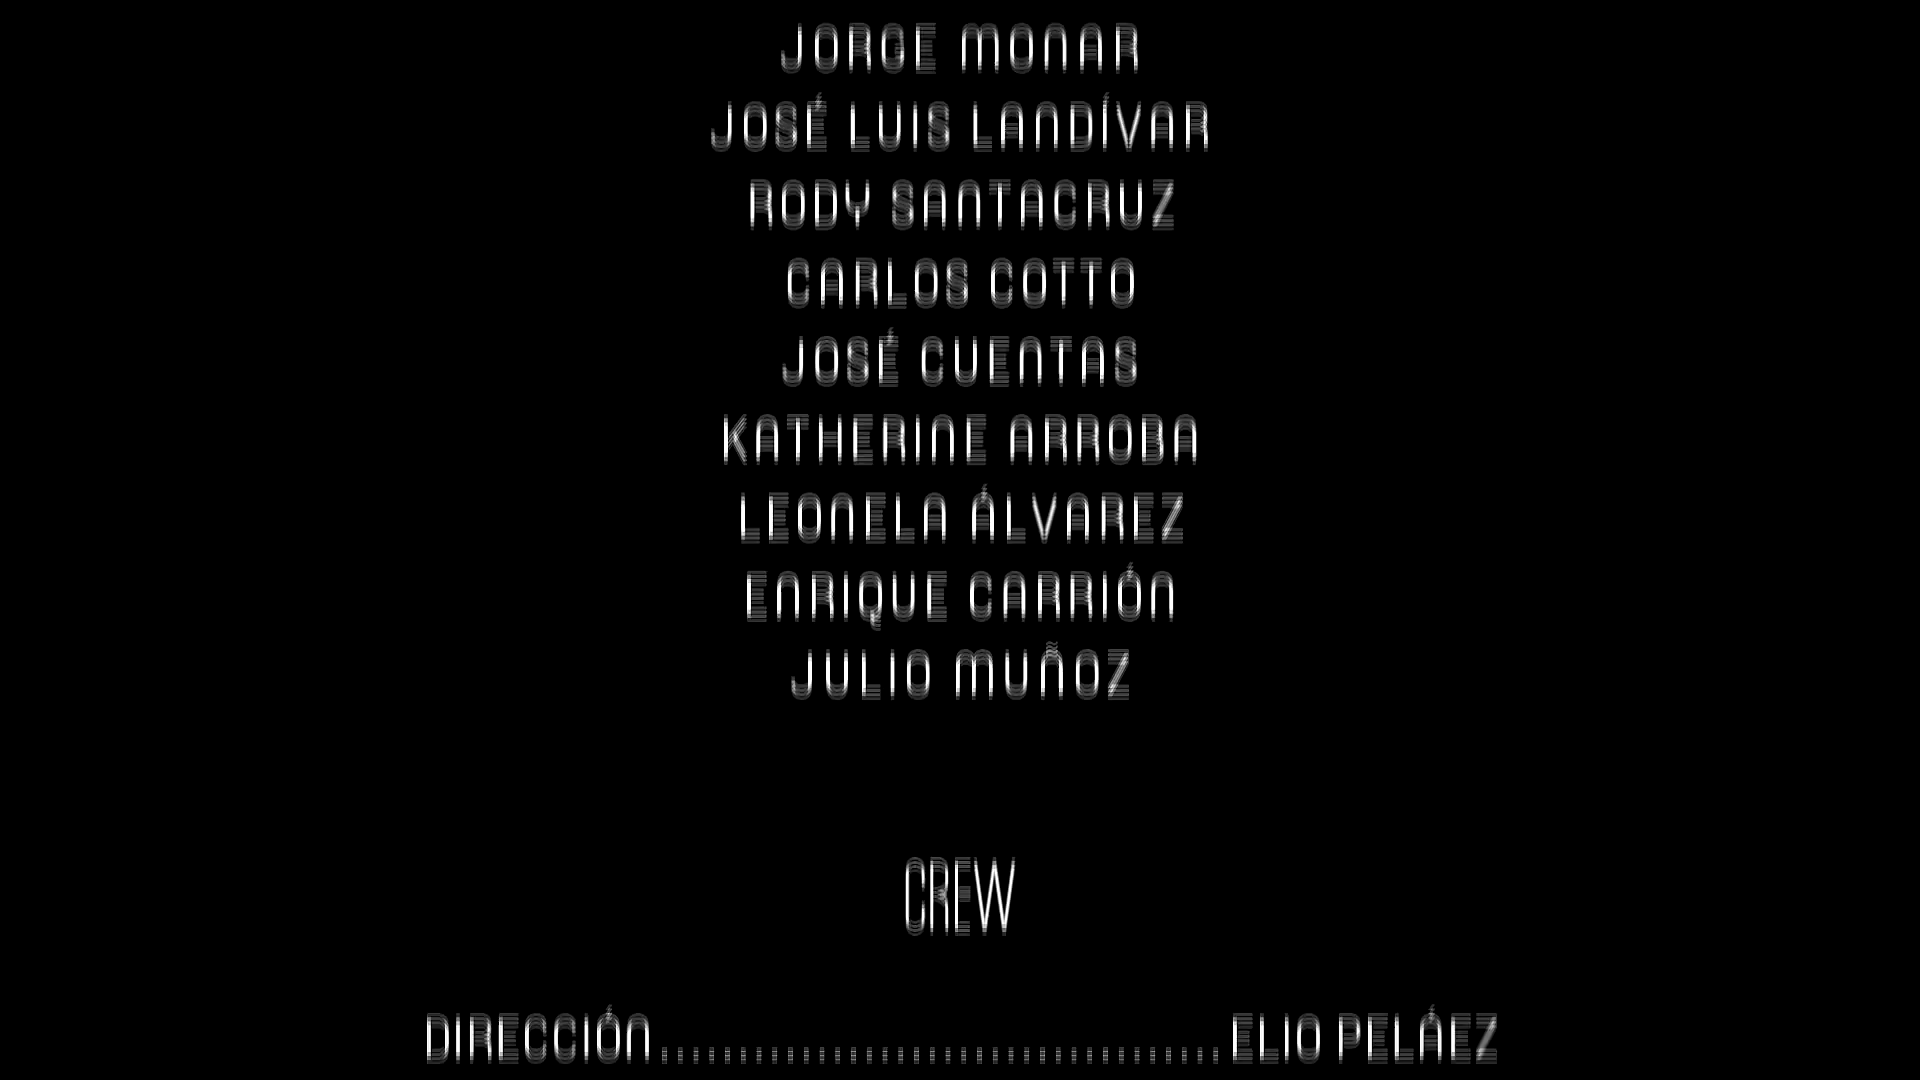 JORGE MONAR
JOSÉ LUIS LANDÍVAR
RODY SANTACRUZ
CARLOS COTTO
JOSÉ CUENTAS
KATHERINE ARROBA
LEONELA ÁLVAREZ
ENRIQUE CARRIÓN
JULIO MUÑOZ
CREW
DIRECCIÓN....................................ELIO PELÁEZ